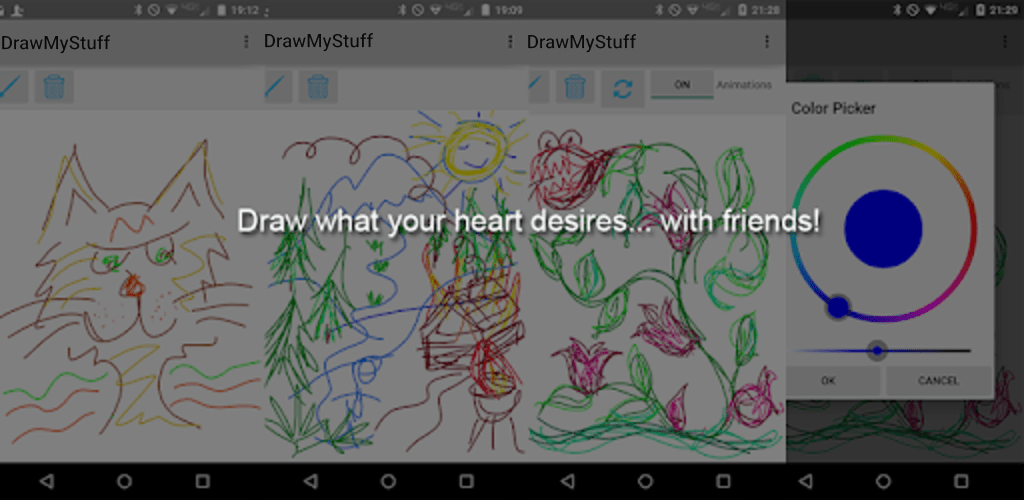 19:12
19:09
21:28
21:29
DrawMyStuff
DrawMyStuff
DrawMyStuff
ON
Animations
Color Picker
Draw what your heart desires... with friends!
OK
CANCEL